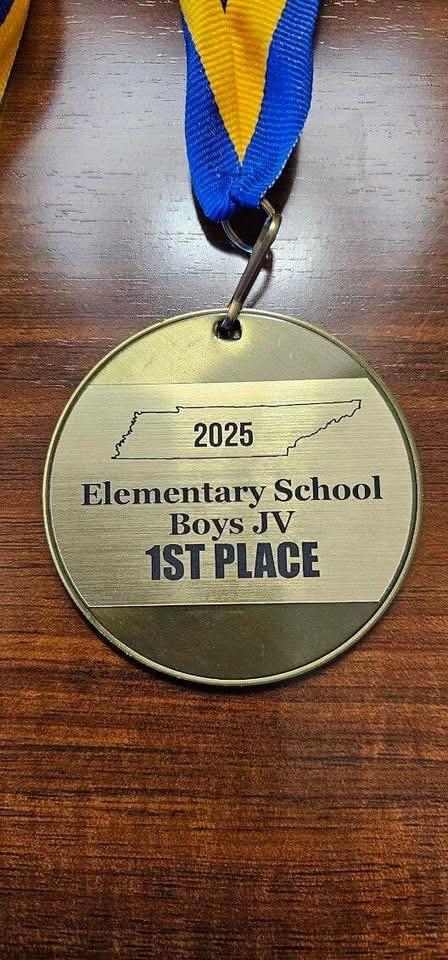 2025
Elementary School
Boys JV
1ST PLACE